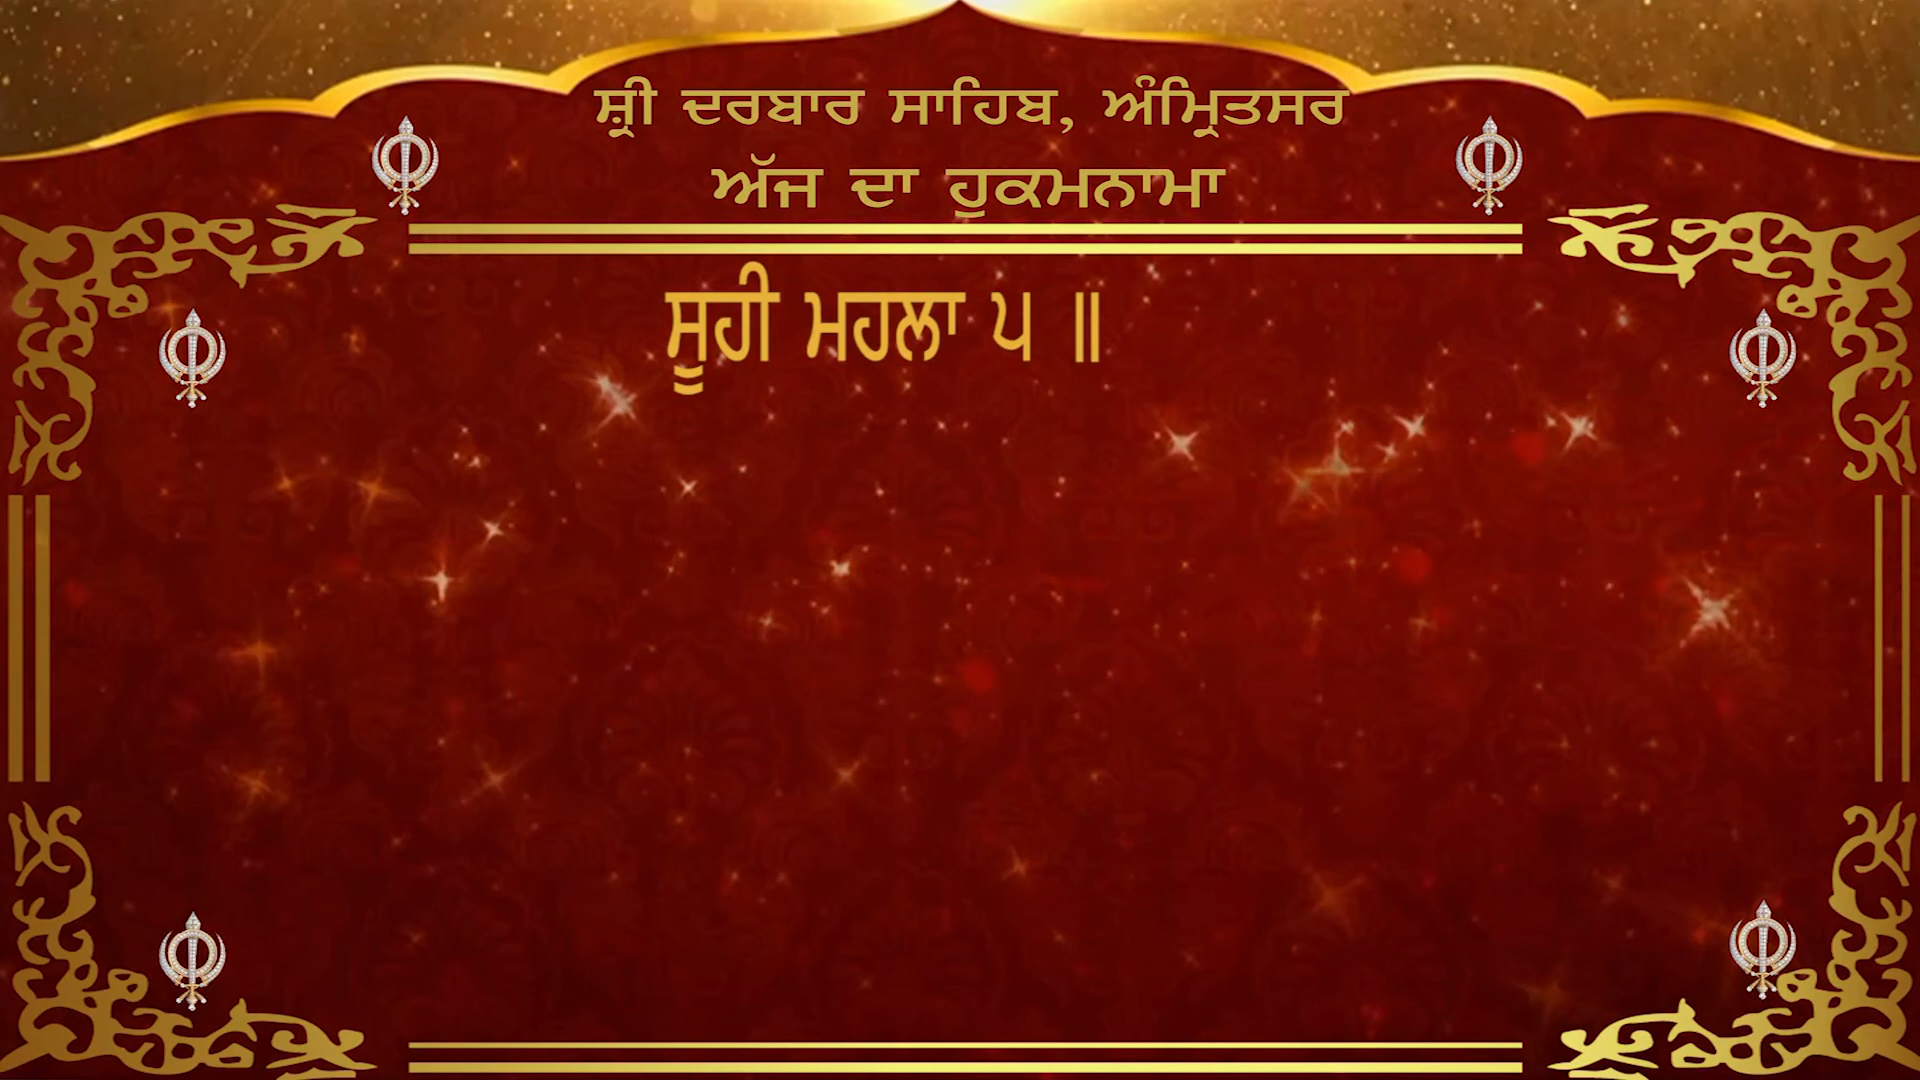 ਸ਼੍ਰੀ ਦਰਬਾਰ ਸਾਹਿਬ, ਅੰਮ੍ਰਿਤਸਰ
ਅੱਜ ਦਾ ਹੁਕਮਨਾਮਾ
ਸੂਹੀ ਮਹਲਾ ੫ ॥